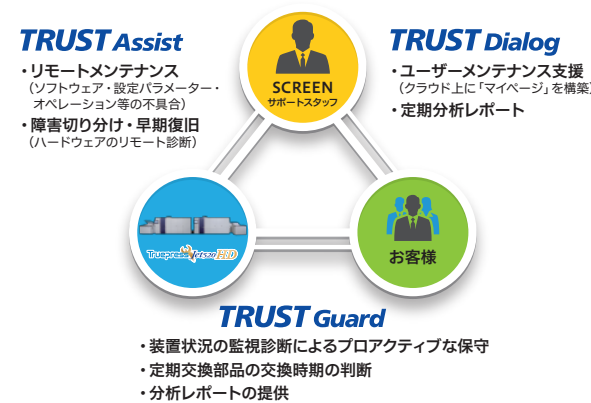 TRUST Assist
・リモートメンテナンス
（ソフトウェア・設定パラメーター・
オペレーション等の不具合）
・障害切り分け・早期復旧
（ハードウェアのリモート診断）
SCREEN
サポートスタッフ
TRUST Dialog
・ユーザーメンテナンス支援
（クラウド上に「マイページ」を構築）
・定期分析レポート
Truepress Jet520HD
お客様
TRUST Guard
・装置状況の監視診断によるプロアクティブな保守
・定期交換部品の交換時期の判断
・分析レポートの提供